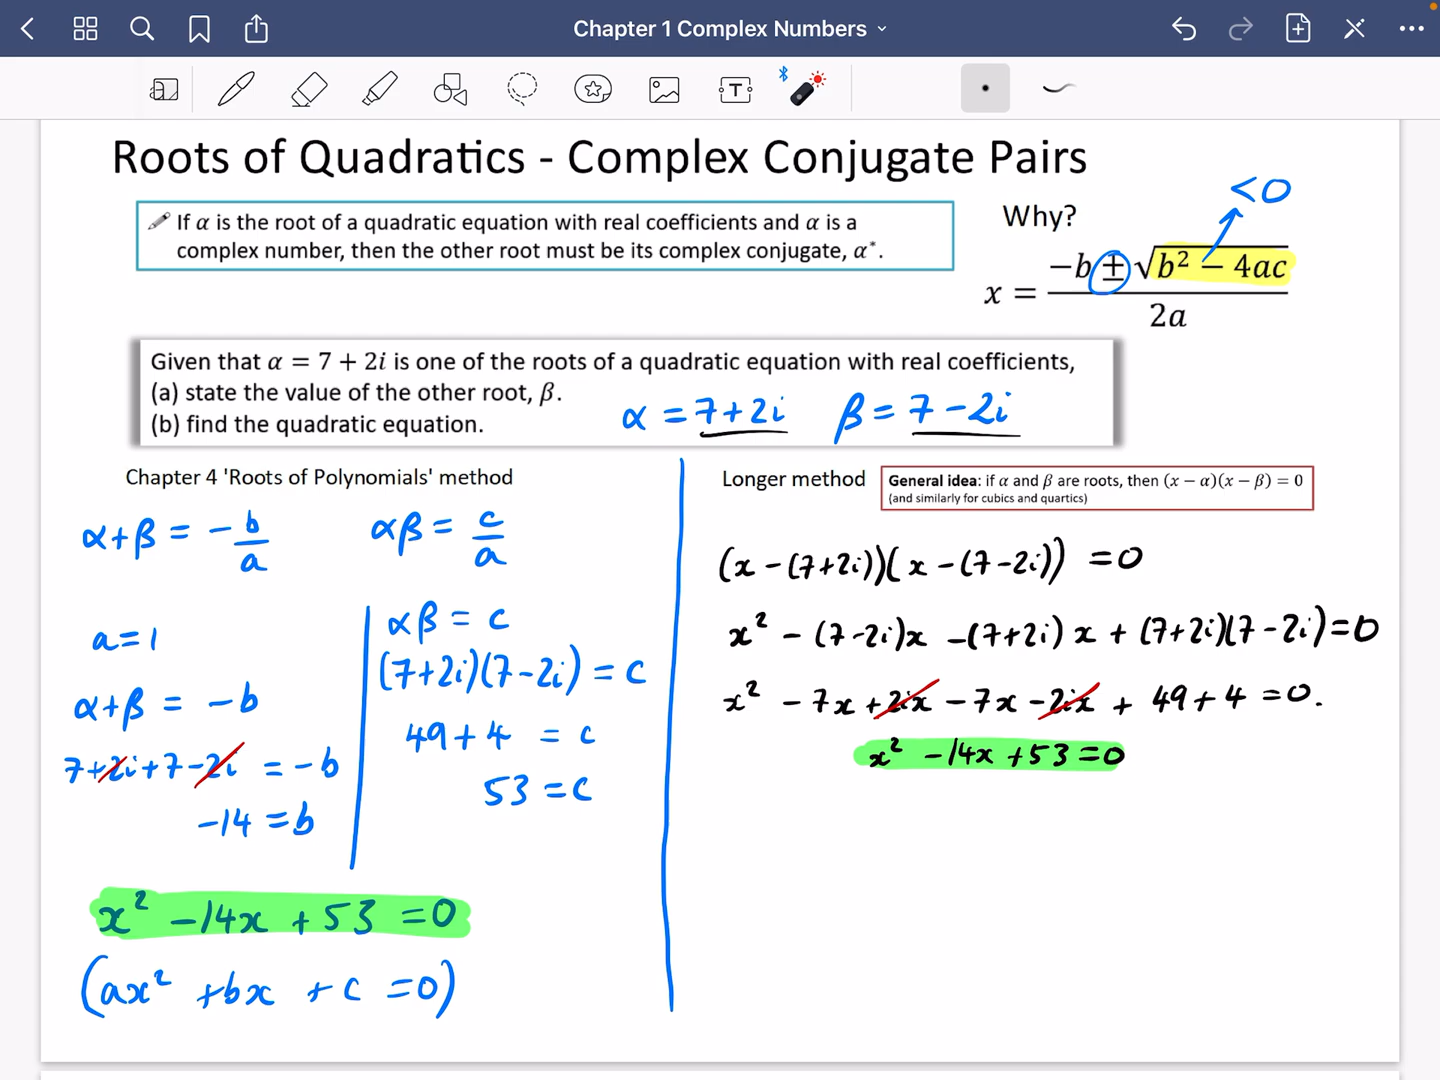 Chapter 1 Complex Numbers
Roots of Quadratics - Complex Conjugate Pairs
If α is the root of a quadratic equation with real coefficients and α is a
complex number, then the other root must be its complex conjugate, α*.
Why?
<0
x = (-b ± √(b² − 4ac)) / 2a
Given that α = 7 + 2i is one of the roots of a quadratic equation with real coefficients,
(a) state the value of the other root, β.
(b) find the quadratic equation.
α = 7+2i β = 7-2i
Chapter 4 'Roots of Polynomials' method
α+β = -b/a αβ = c/a
a=1
α+β = -b
7+2i+7-2i = -b
-14 = b
αβ = c
(7+2i)(7-2i) = c
49+4 = c
53 = c
x² -14x + 53 = 0
(ax² +bx +c =0)
Longer method
General idea: if α and β are roots, then (x − α)(x − β) = 0
(and similarly for cubics and quartics)
(x-(7+2i))(x-(7-2i)) =0
x² - (7-2i)x -(7+2i)x + (7+2i)(7-2i)=0
x² - 7x +2ix -7x -2ix + 49+4 =0.
x² -14x +53 =0